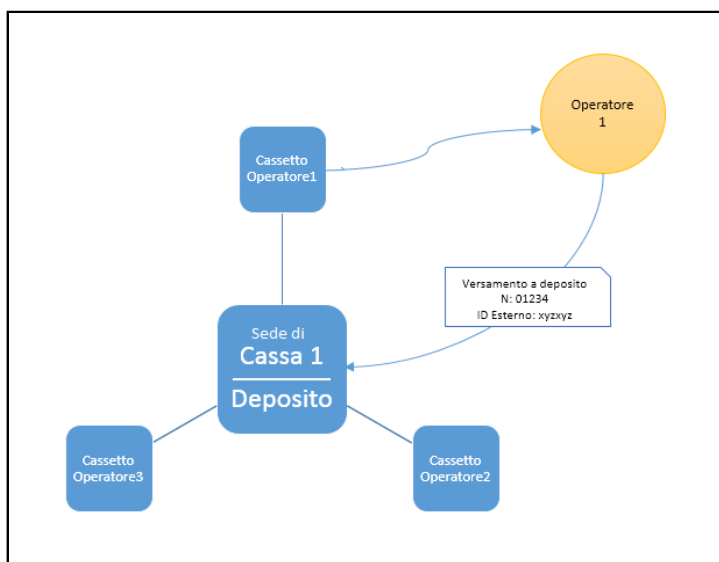 Operatore
1
Cassetto
Operatore1
Versamento a deposito
N: 01234
ID Esterno: xyzxyz
Sede di
Cassa 1
Deposito
Cassetto
Operatore3
Cassetto
Operatore2